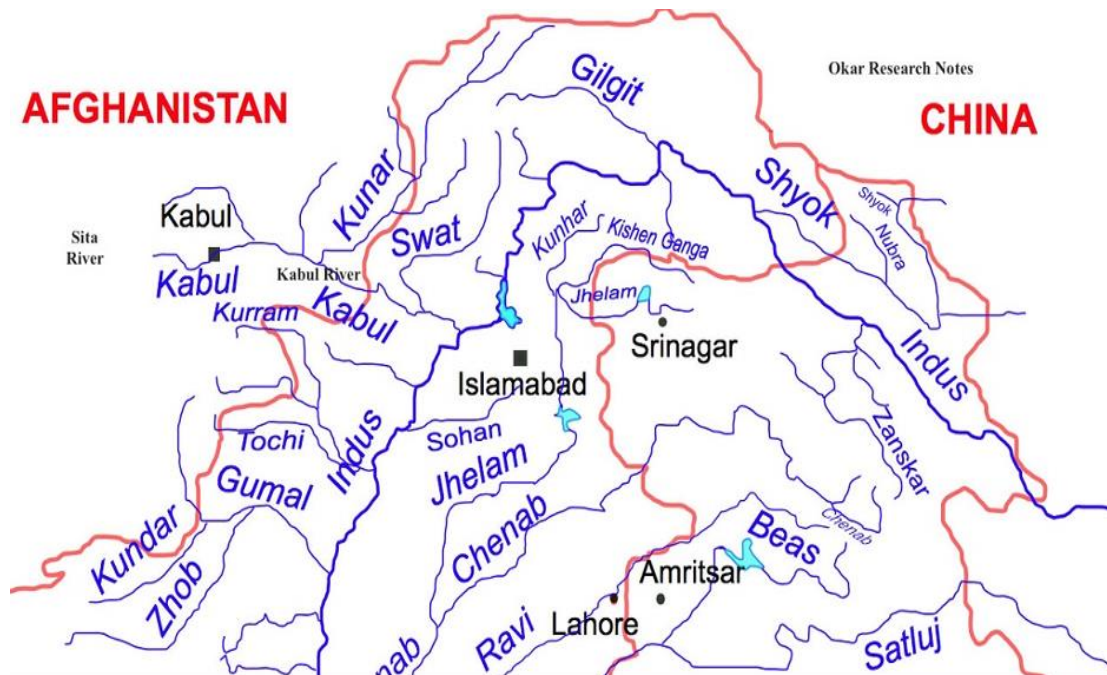 Okar Research Notes
AFGHANISTAN
CHINA
Gilgit
Shyok
Shyok
Nubra
Kunar
Swat
Kunhar
Kishen Ganga
Kabul
Sita
River
Kabul
Kabul River
Kabul
Kurram
Jhelam
Srinagar
Indus
Islamabad
Zanskar
Sohan
Indus
Tochi
Gumal
Jhelam
Chenab
Chenab
Kundar
Zhob
Beas
Amritsar
Lahore
Ravi
nab
Satluj